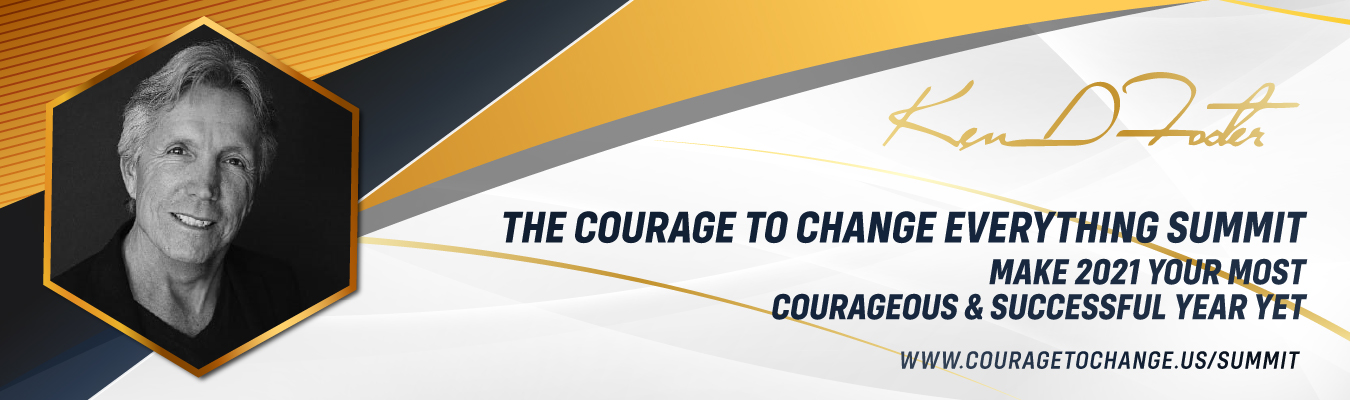 Ken D Foster
THE COURAGE TO CHANGE EVERYTHING SUMMIT
MAKE 2021 YOUR MOST
COURAGEOUS & SUCCESSFUL YEAR YET
WWW.COURAGETOCHANGE.US/SUMMIT